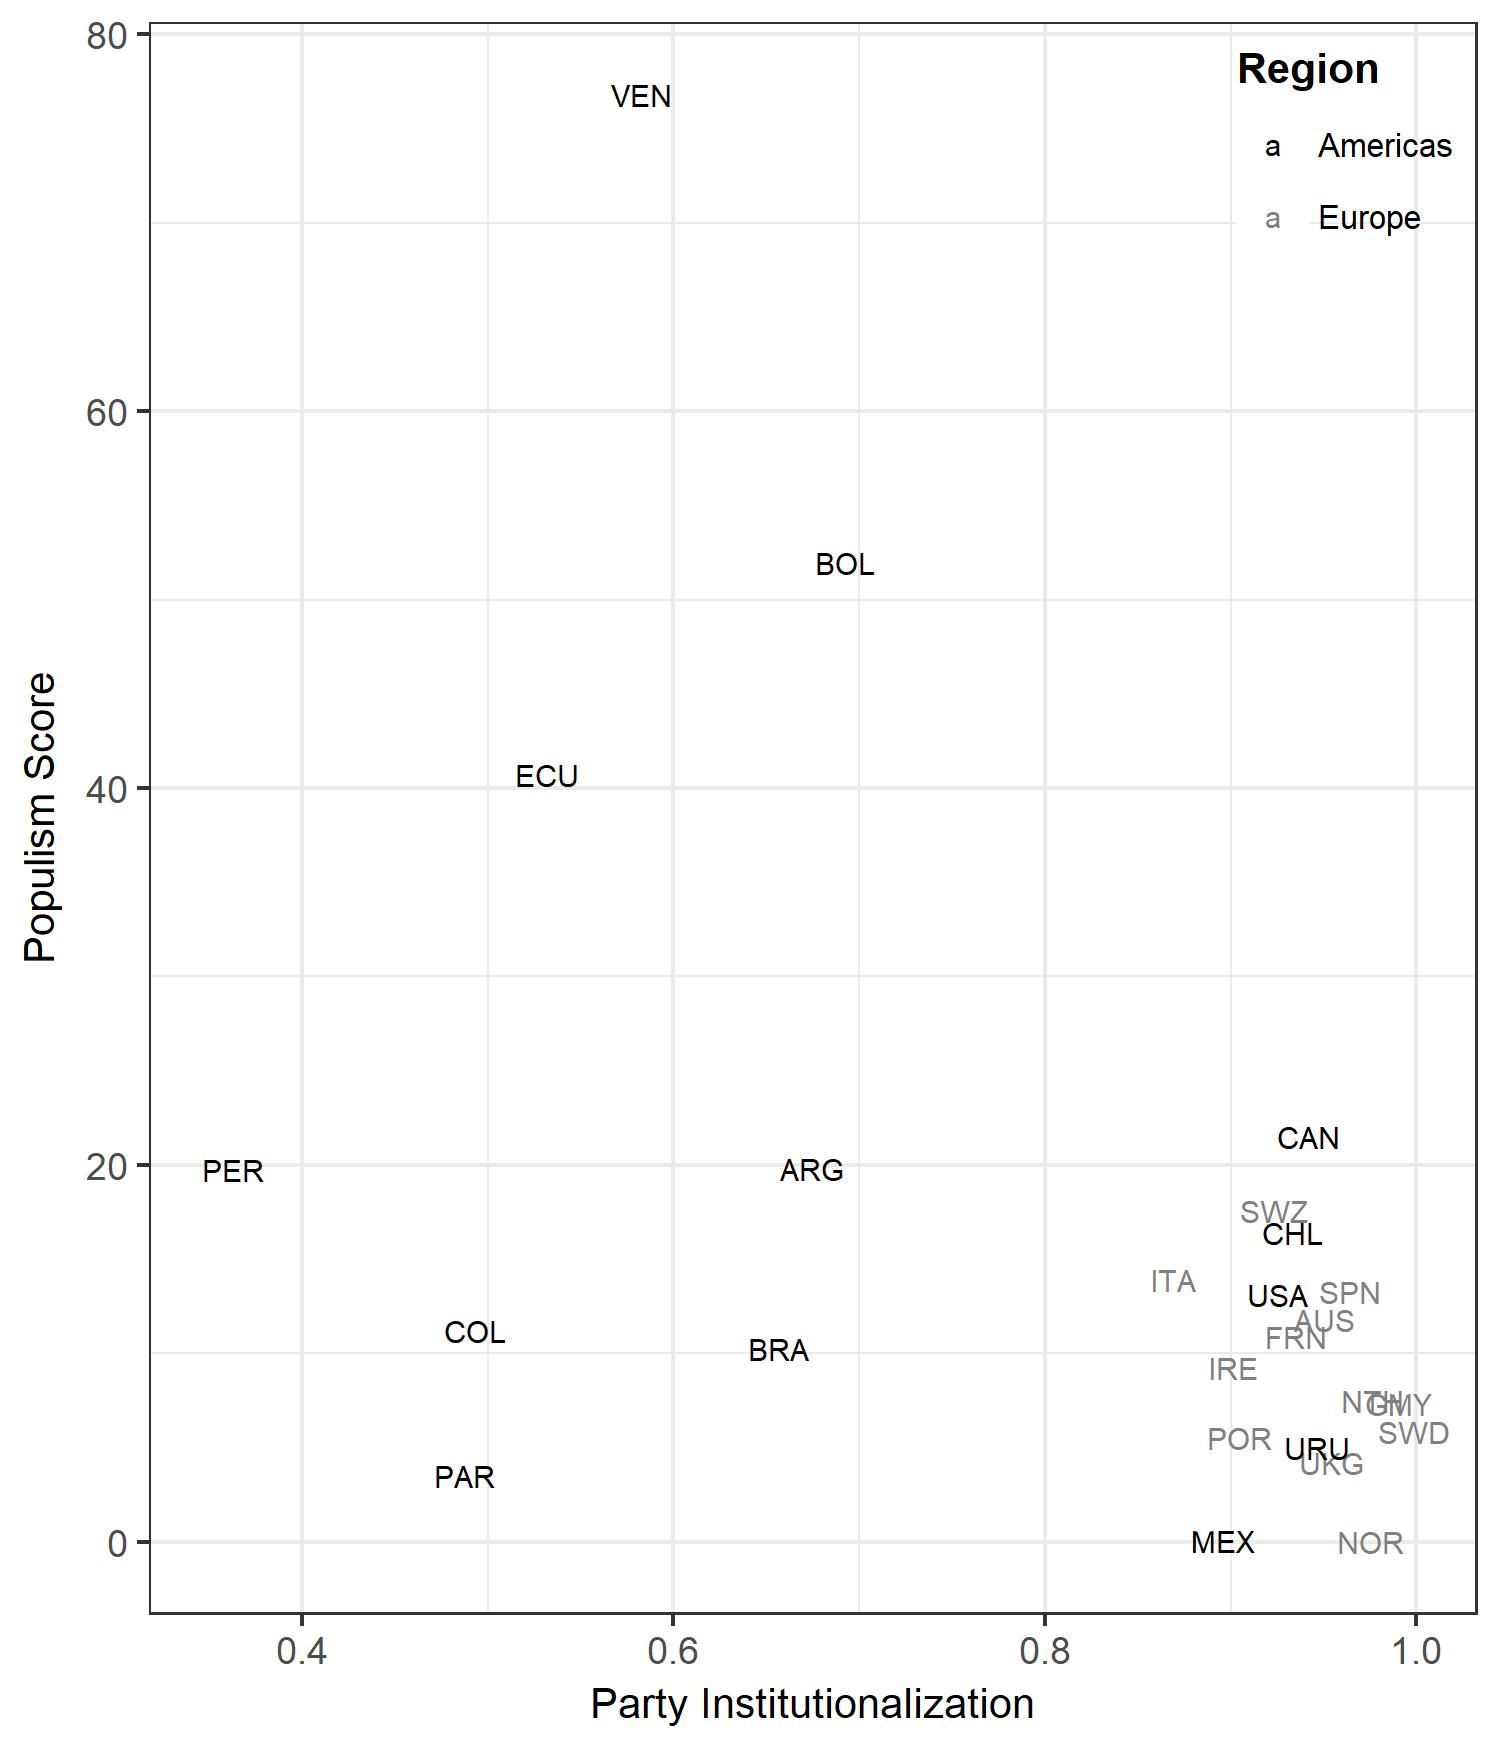 80
60
40
20
0
Populism Score
Region
a Americas
a Europe
VEN
BOL
ECU
CAN
PER
ARG
SWZ
CHL
ITA
USA
SPN
AUS
FRN
COL
BRA
IRE
NTH
GMY
SWD
POR
URU
UKG
PAR
MEX
NOR
0.4 0.6 0.8 1.0
Party Institutionalization